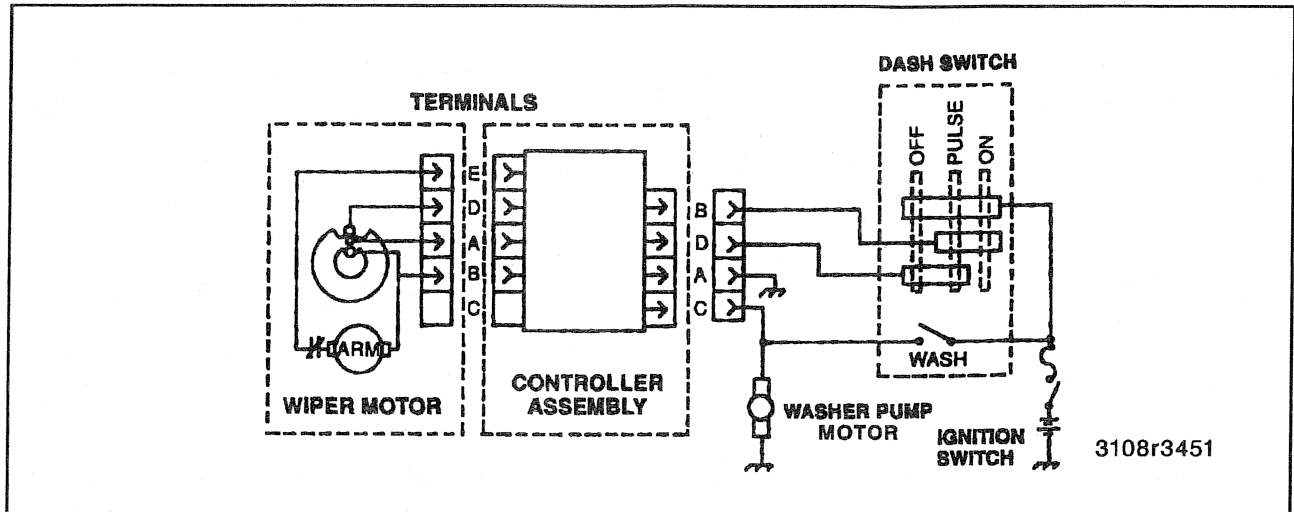 DASH SWITCH
TERMINALS
OFF
PULSE
ON
E
D
A
B
C
B
D
A
C
ARM
WASH
WIPER MOTOR
CONTROLLER
ASSEMBLY
WASHER PUMP
MOTOR
IGNITION
SWITCH
3108r3451